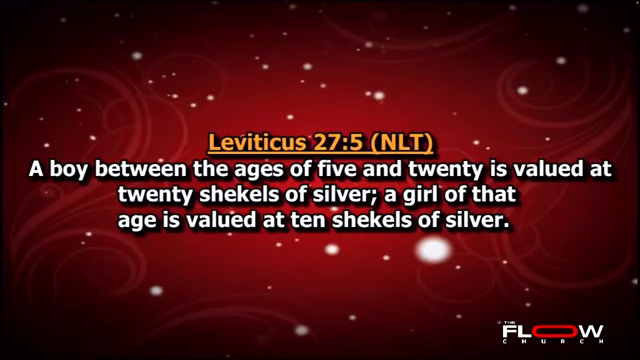 Leviticus 27:5 (NLT)
A boy between the ages of five and twenty is valued at
twenty shekels of silver; a girl of that
age is valued at ten shekels of silver.
THE
FLOW
CHURCH